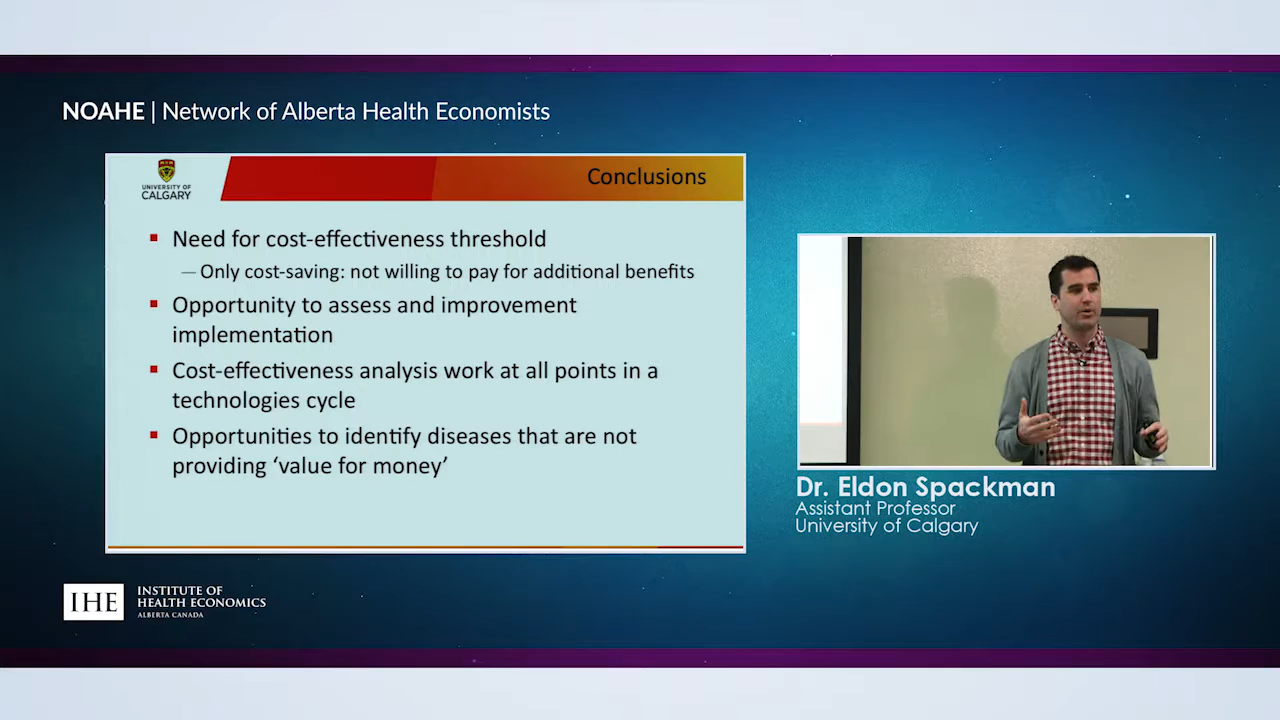 NOAHE | Network of Alberta Health Economists
UNIVERSITY OF
CALGARY
Conclusions
Need for cost-effectiveness threshold
— Only cost-saving: not willing to pay for additional benefits
Opportunity to assess and improvement
implementation
Cost-effectiveness analysis work at all points in a
technologies cycle
Opportunities to identify diseases that are not
providing ‘value for money’
Dr. Eldon Spackman
Assistant Professor
University of Calgary
IHE
INSTITUTE OF
HEALTH ECONOMICS
ALBERTA CANADA